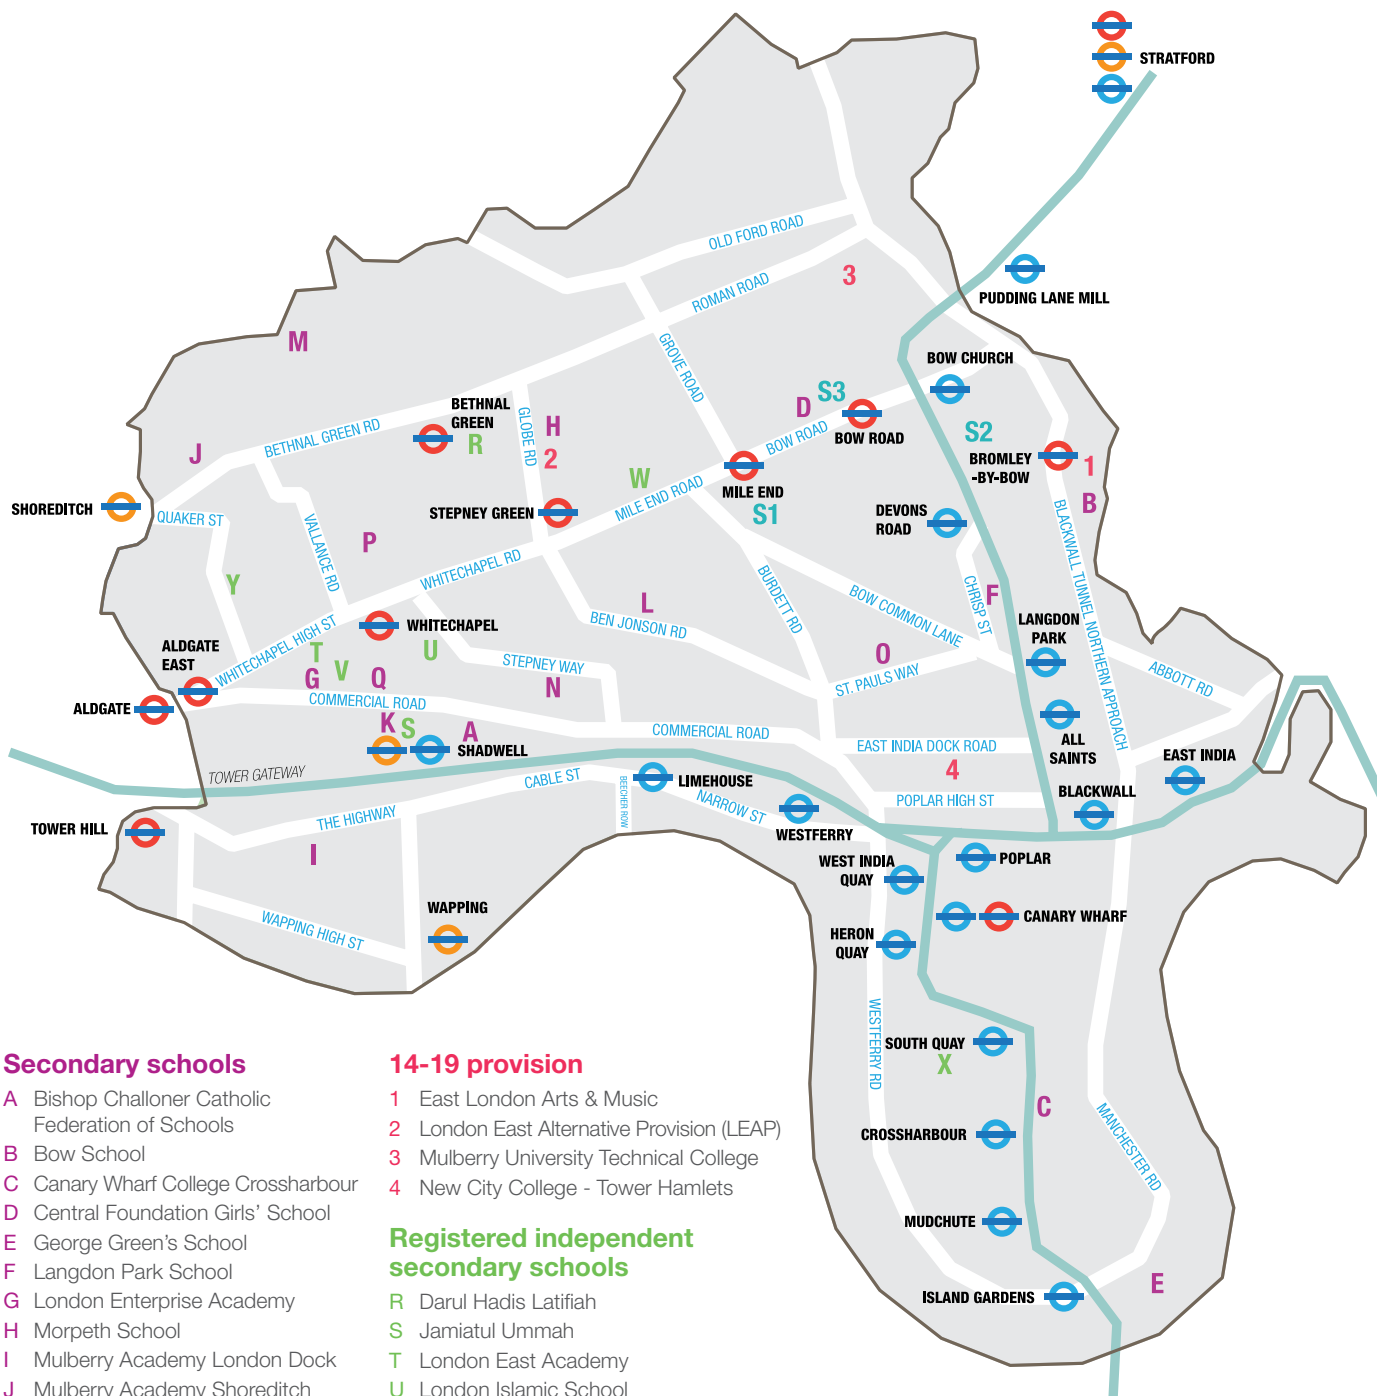 STRATFORD
OLD FORD ROAD
3
ROMAN ROAD
PUDDING LANE MILL
M
GROVE ROAD
BOW CHURCH
S3
D
BETHNAL
GREEN
R
GLOBE RD
H
2
BOW ROAD
BOW ROAD
S2
BROMLEY
-BY-BOW
1
B
J
BETHNAL GREEN RD
W
MILE END
S1
SHOREDITCH
QUAKER ST
VALLANCE RD
STEPNEY GREEN
MILE END ROAD
DEVONS
ROAD
BLACKWALL TUNNEL NORTHERN APPROACH
P
WHITECHAPEL RD
Y
BURDETT RD
BOW COMMON LANE
CHRISP ST
F
L
BEN JONSON RD
LANGDON
PARK
WHITECHAPEL HIGH ST
WHITECHAPEL
ALDGATE
EAST
T
V
U
G
Q
STEPNEY WAY
N
O
ST. PAULS WAY
ABBOTT RD
ALDGATE
COMMERCIAL ROAD
K
S
A
SHADWELL
COMMERCIAL ROAD
EAST INDIA DOCK ROAD
ALL
SAINTS
EAST INDIA
4
TOWER GATEWAY
CABLE ST
BEECHER ROW
LIMEHOUSE
NARROW ST
POPLAR HIGH ST
BLACKWALL
TOWER HILL
THE HIGHWAY
WESTFERRY
I
WEST INDIA
QUAY
POPLAR
WAPPING
WAPPING HIGH ST
CANARY WHARF
HERON
QUAY
WESTFERRY RD
SOUTH QUAY
X
C
CROSSHARBOUR
MANCHESTER RD
MUDCHUTE
E
ISLAND GARDENS
Secondary schools
A Bishop Challoner Catholic
Federation of Schools
B Bow School
C Canary Wharf College Crossharbour
D Central Foundation Girls' School
E George Green's School
F Langdon Park School
G London Enterprise Academy
H Morpeth School
I Mulberry Academy London Dock
J Mulberry Academy Shoreditch
14-19 provision
1 East London Arts & Music
2 London East Alternative Provision (LEAP)
3 Mulberry University Technical College
4 New City College - Tower Hamlets
Registered independent
secondary schools
R Darul Hadis Latifiah
S Jamiatul Ummah
T London East Academy
U London Islamic School